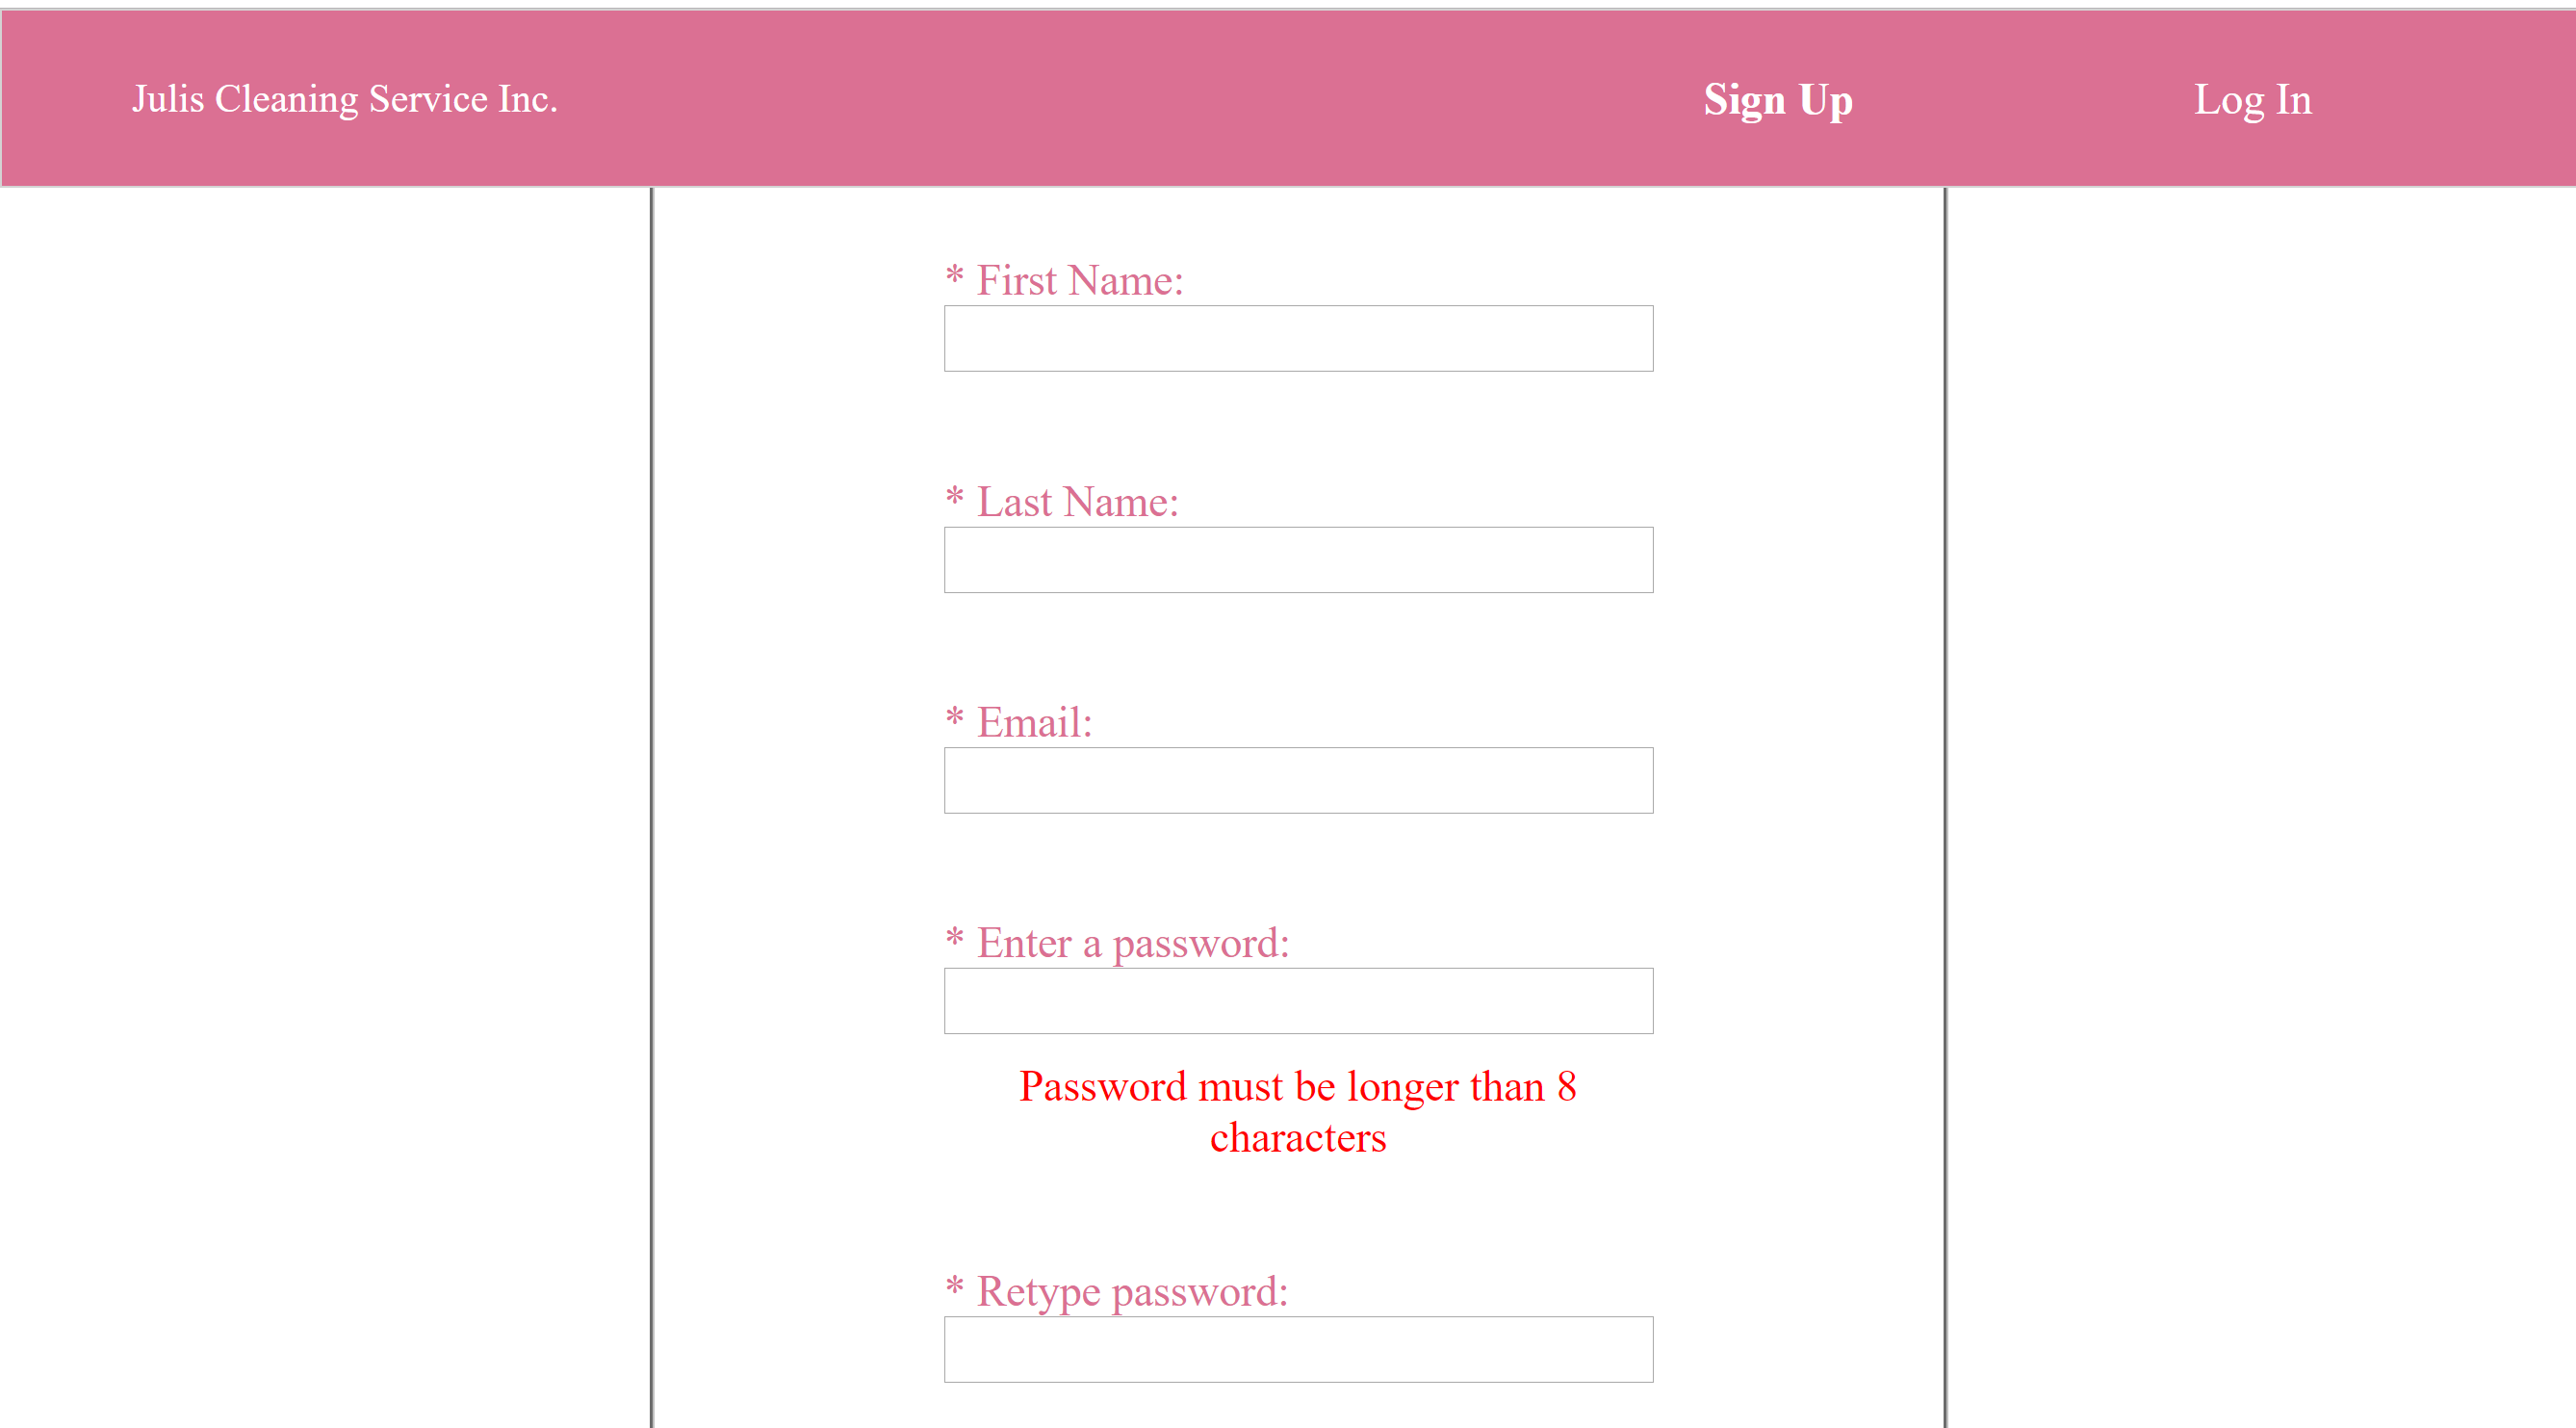 Julis Cleaning Service Inc.
Sign Up
Log In
* First Name:
* Last Name:
* Email:
* Enter a password:
Password must be longer than 8
characters
* Retype password: